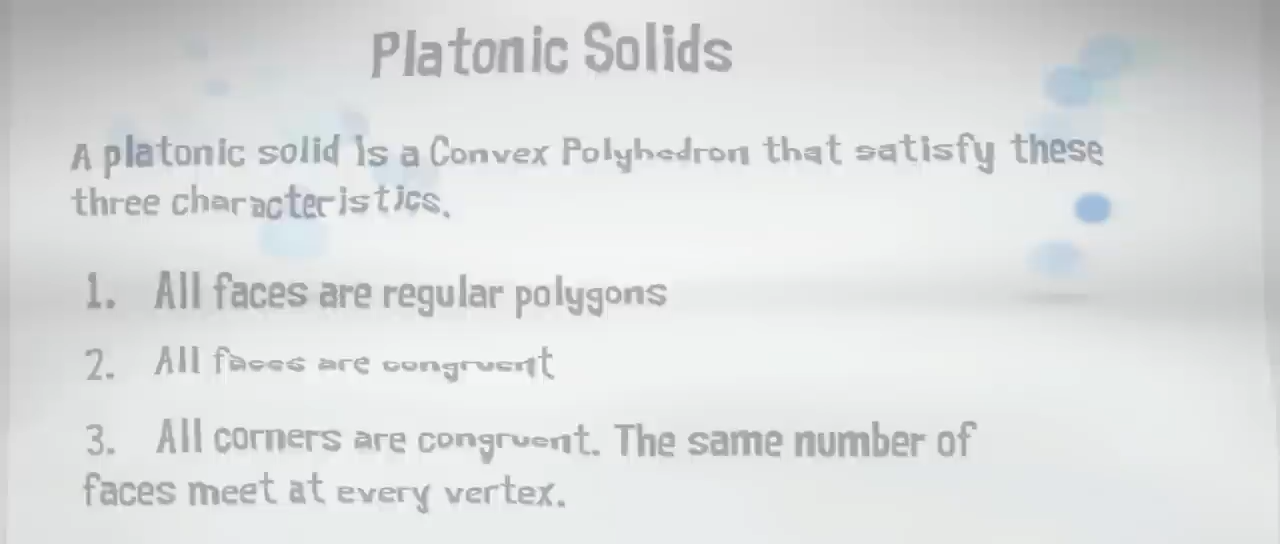 Platonic Solids
A platonic solid is a Convex Polyhedron that satisfy these
three characteristics.
1. All faces are regular polygons
2. All faces are congruent
3. All corners are congruent. The same number of
faces meet at every vertex.